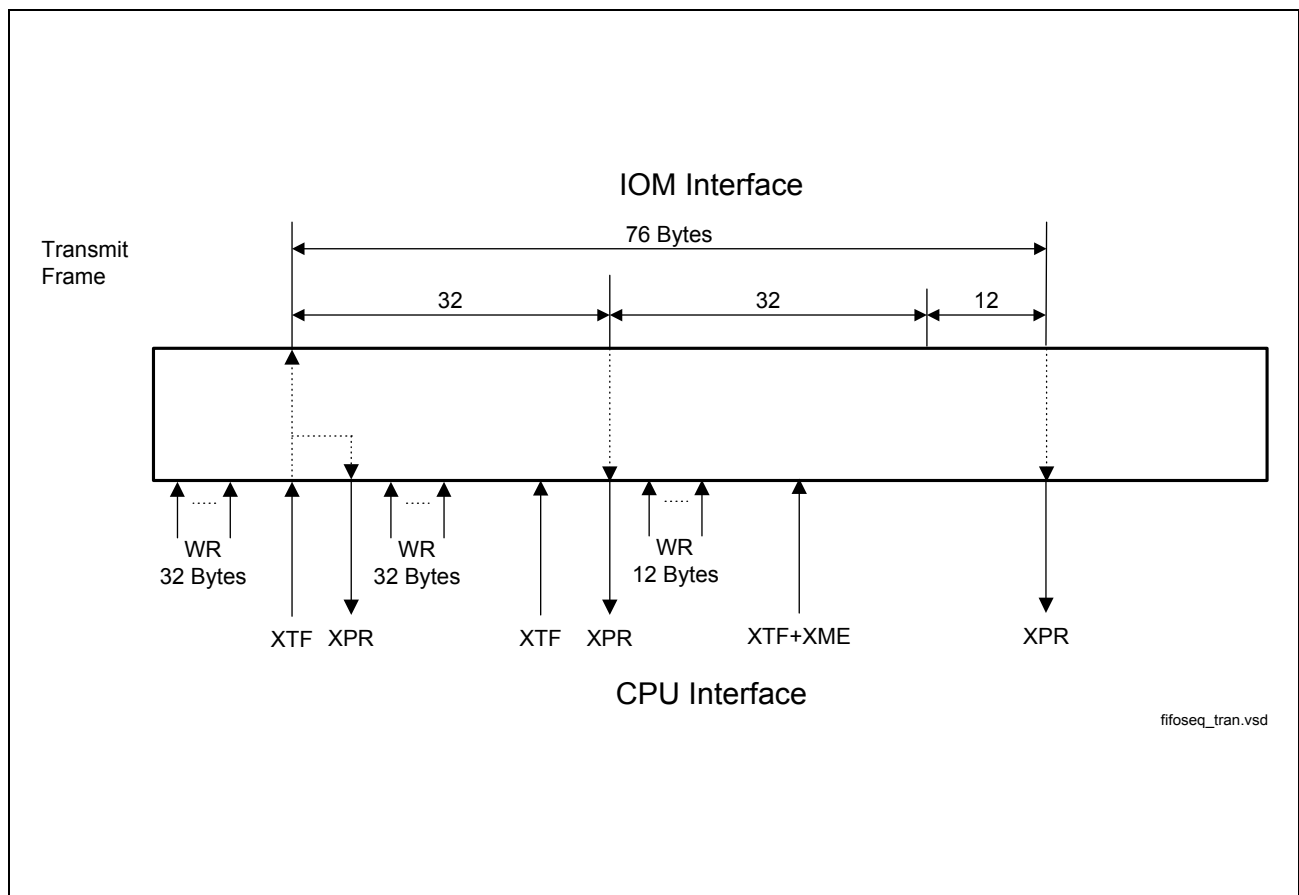 IOM Interface
76 Bytes
Transmit
Frame
32
32
12
.....
.....
.....
WR
32 Bytes
WR
32 Bytes
WR
12 Bytes
XTF
XPR
XTF
XPR
XTF+XME
XPR
CPU Interface
fifoseq_tran.vsd